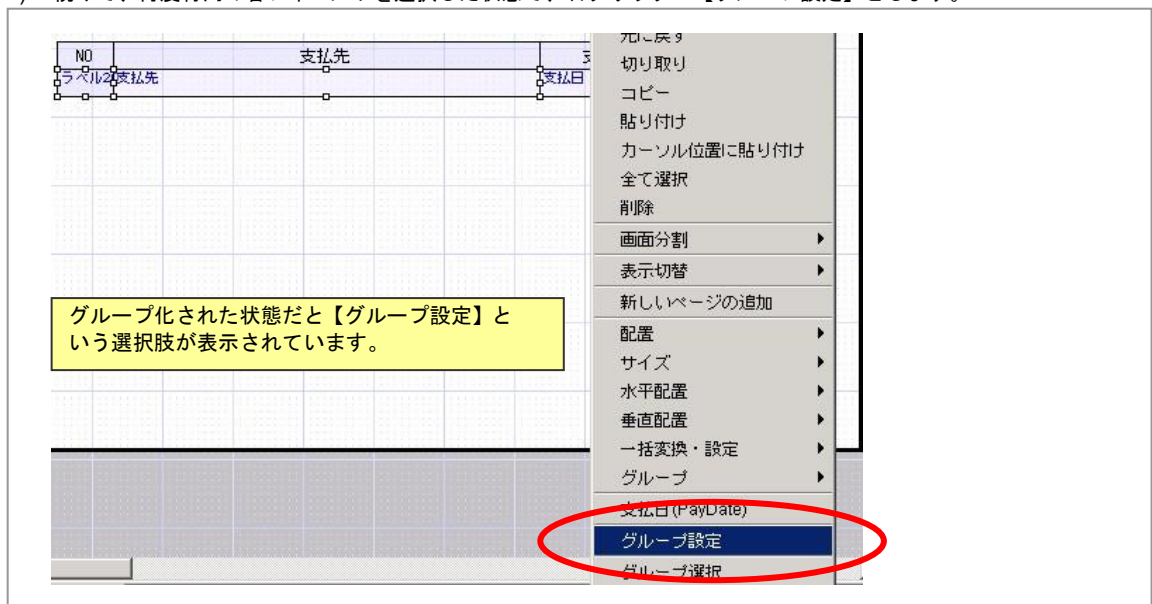 NO 支払先
ラベル2 支払先 支払日
元に戻す
切り取り
コピー
貼り付け
カーソル位置に貼り付け
全て選択
削除
画面分割
表示切替
新しいページの追加
グループ化された状態だと【グループ設定】と
いう選択肢が表示されています。
配置
サイズ
水平配置
垂直配置
一括変換・設定
グループ
支払日(PayDate)
グループ設定
グループ選択